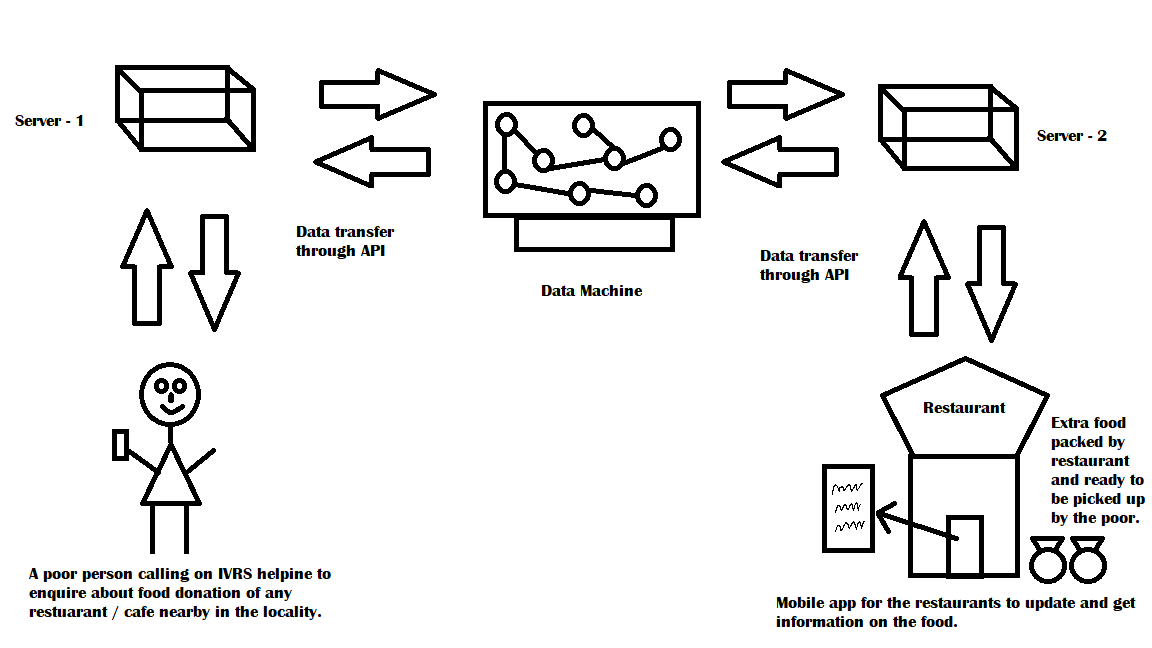 Server - 1
Server - 2
Data transfer
through API
Data Machine
Data transfer
through API
Restaurant
Extra food
packed by
restaurant
and ready to
be picked up
by the poor.
A poor person calling on IVRS helpine to
enquire about food donation of any
restuarant / cafe nearby in the locality.
Mobile app for the restaurants to update and get
information on the food.